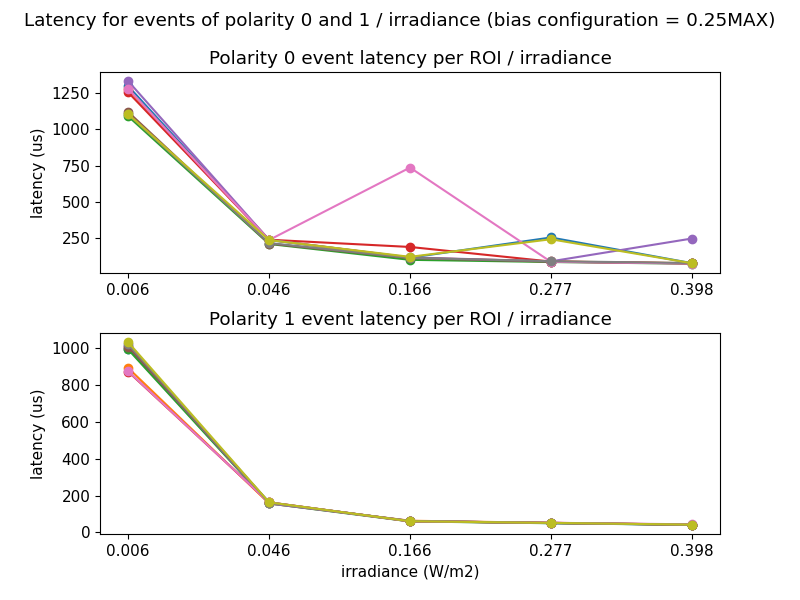 Latency for events of polarity 0 and 1 / irradiance (bias configuration = 0.25MAX)
Polarity 0 event latency per ROI / irradiance
latency (us)
1250
1000
750
500
250
0.006 0.046 0.166 0.277 0.398
Polarity 1 event latency per ROI / irradiance
latency (us)
1000
800
600
400
200
0
0.006 0.046 0.166 0.277 0.398
irradiance (W/m2)